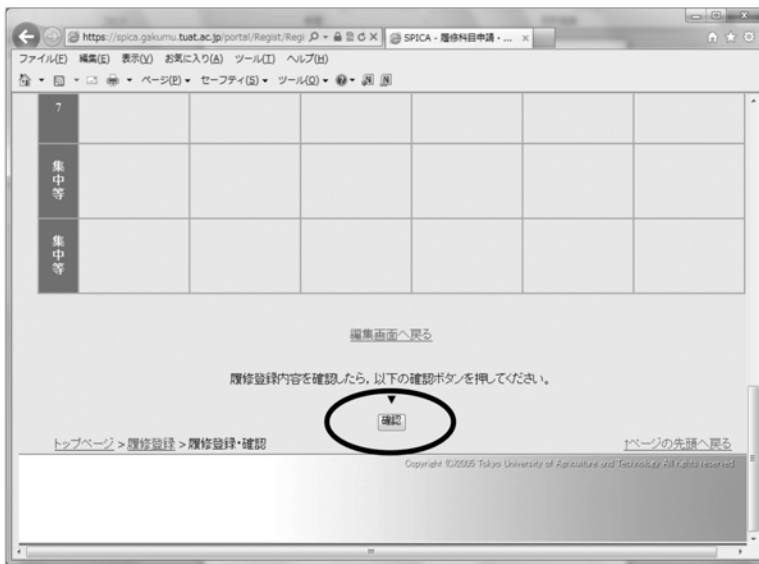 https://spica.gakumu.tuat.ac.jp/portal/Regist/Regi
SPICA - 履修科目申請・...
ファイル(F) 編集(E) 表示(V) お気に入り(A) ツール(T) ヘルプ(H)
ページ(P) セーフティ(S) ツール(O)
7
集中等
集中等
編集画面へ戻る
履修登録内容を確認したら，以下の確認ボタンを押してください。
▼
確認
トップページ > 履修登録 > 履修登録・確認
↑ページの先頭へ戻る
Copyright (C)2005 Tokyo University of Agriculture and Technology All rights reserved.